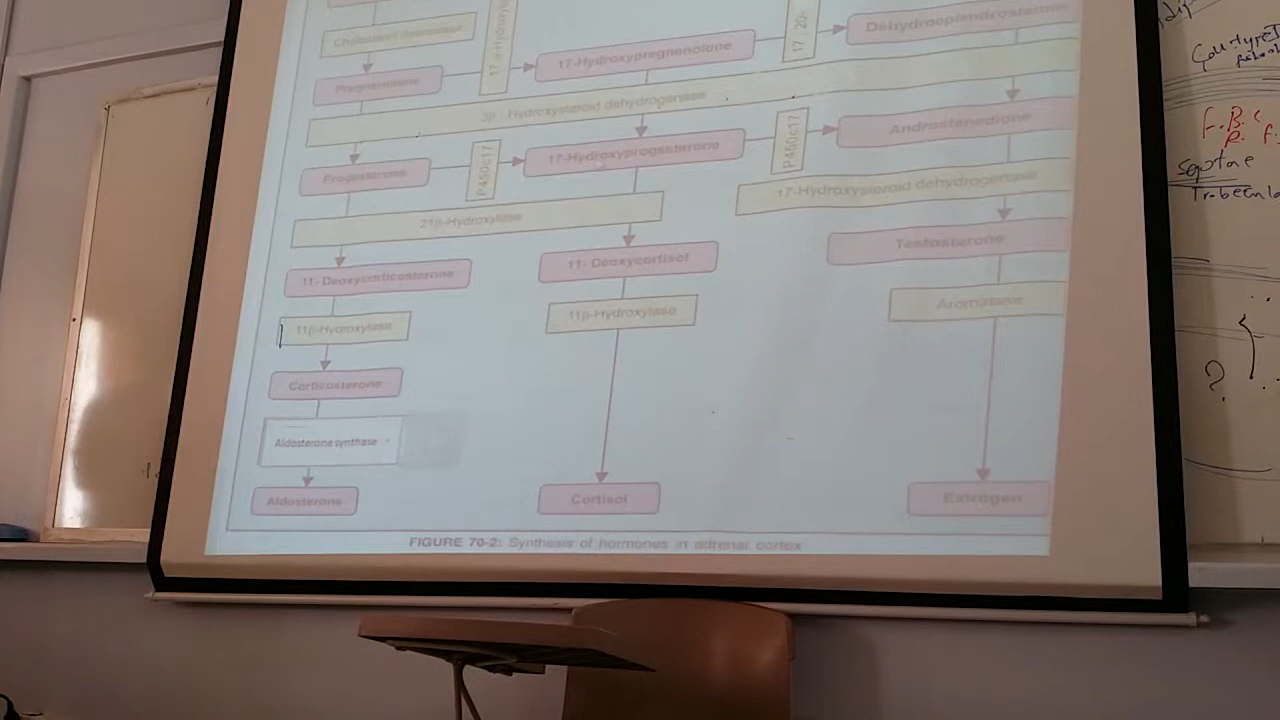 Dehydroepiandrosterone
17-Hydroxypregnenolone
17, 20-
Pregnenolone
3β - Hydroxysteroid dehydrogenase
Progesterone
P450c17
17-Hydroxyprogesterone
P450c17
Androstenedione
21β-Hydroxylase
17-Hydroxysteroid dehydrogenase
11- Deoxycorticosterone
11- Deoxycortisol
Testosterone
11β-Hydroxylase
11β-Hydroxylase
Aromatase
Corticosterone
Aldosterone synthase
Aldosterone
Cortisol
Estrogen
FIGURE 70-2: Synthesis of hormones in adrenal cortex
septae
?